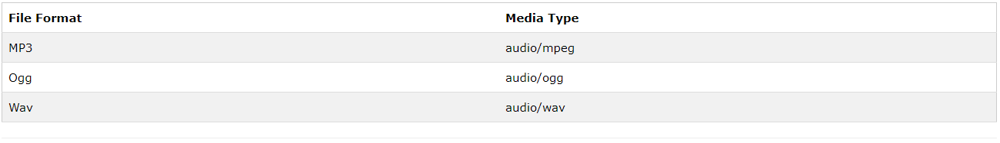 File Format Media Type
MP3 audio/mpeg
Ogg audio/ogg
Wav audio/wav